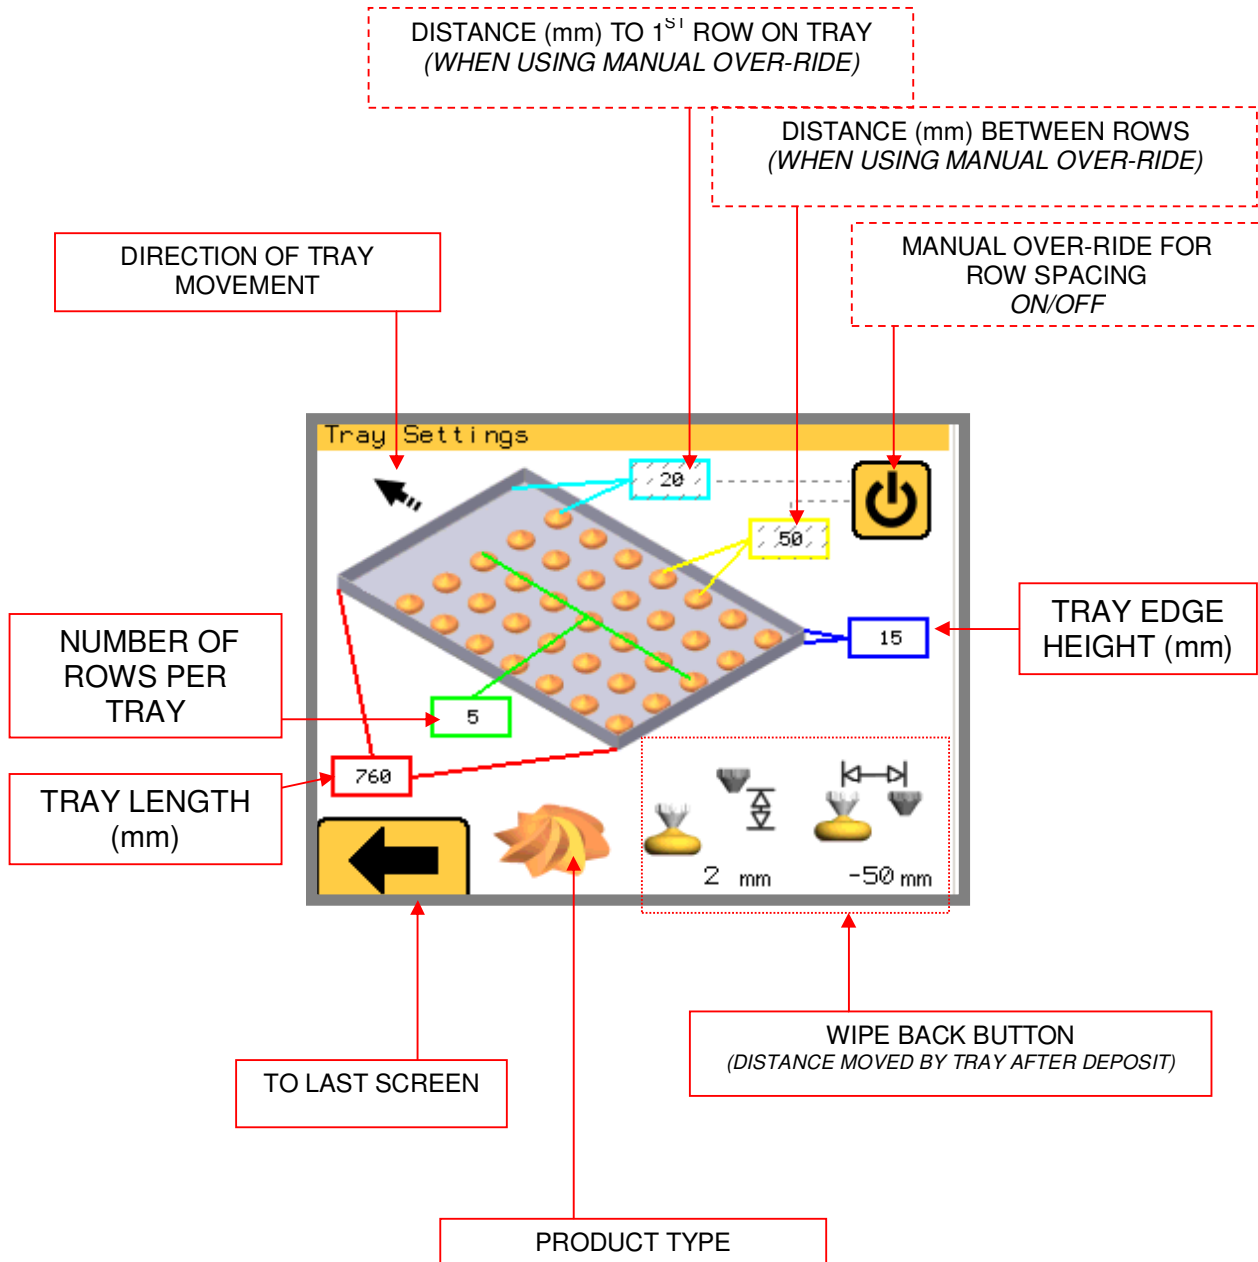 DISTANCE (mm) TO 1ST ROW ON TRAY
(WHEN USING MANUAL OVER-RIDE)
DISTANCE (mm) BETWEEN ROWS
(WHEN USING MANUAL OVER-RIDE)
DIRECTION OF TRAY
MOVEMENT
MANUAL OVER-RIDE FOR
ROW SPACING
ON/OFF
Tray Settings
20
50
TRAY EDGE
HEIGHT (mm)
15
NUMBER OF
ROWS PER
TRAY
5
760
TRAY LENGTH
(mm)
2 mm
-50 mm
WIPE BACK BUTTON
(DISTANCE MOVED BY TRAY AFTER DEPOSIT)
TO LAST SCREEN
PRODUCT TYPE